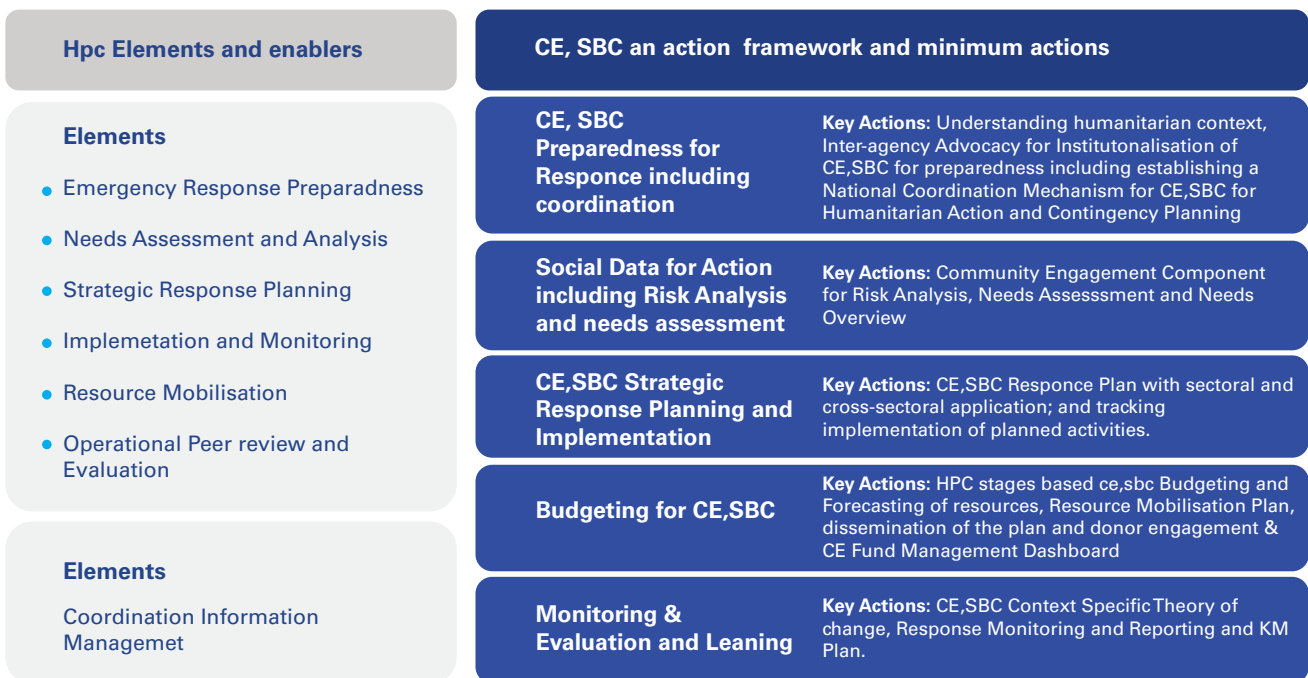 Hpc Elements and enablers
Elements
Emergency Response Preparadness
Needs Assessment and Analysis
Strategic Response Planning
Implemetation and Monitoring
Resource Mobilisation
Operational Peer review and
Evaluation
Elements
Coordination Information
Managemet
CE, SBC an action framework and minimum actions
CE, SBC
Preparedness for
Responce including
coordination
Key Actions: Understanding humanitarian context,
Inter-agency Advocacy for Institutonalisation of
CE,SBC for preparedness including establishing a
National Coordination Mechanism for CE,SBC for
Humanitarian Action and Contingency Planning
Social Data for Action
including Risk Analysis
and needs assessment
Key Actions: Community Engagement Component
for Risk Analysis, Needs Assesssment and Needs
Overview
CE,SBC Strategic
Response Planning and
Implementation
Key Actions: CE,SBC Responce Plan with sectoral and
cross-sectoral application; and tracking
implementation of planned activities.
Budgeting for CE,SBC
Key Actions: HPC stages based ce,sbc Budgeting and
Forecasting of resources, Resource Mobilisation Plan,
dissemination of the plan and donor engagement &
CE Fund Management Dashboard
Monitoring &
Evaluation and Leaning
Key Actions: CE,SBC Context Specific Theory of
change, Response Monitoring and Reporting and KM
Plan.